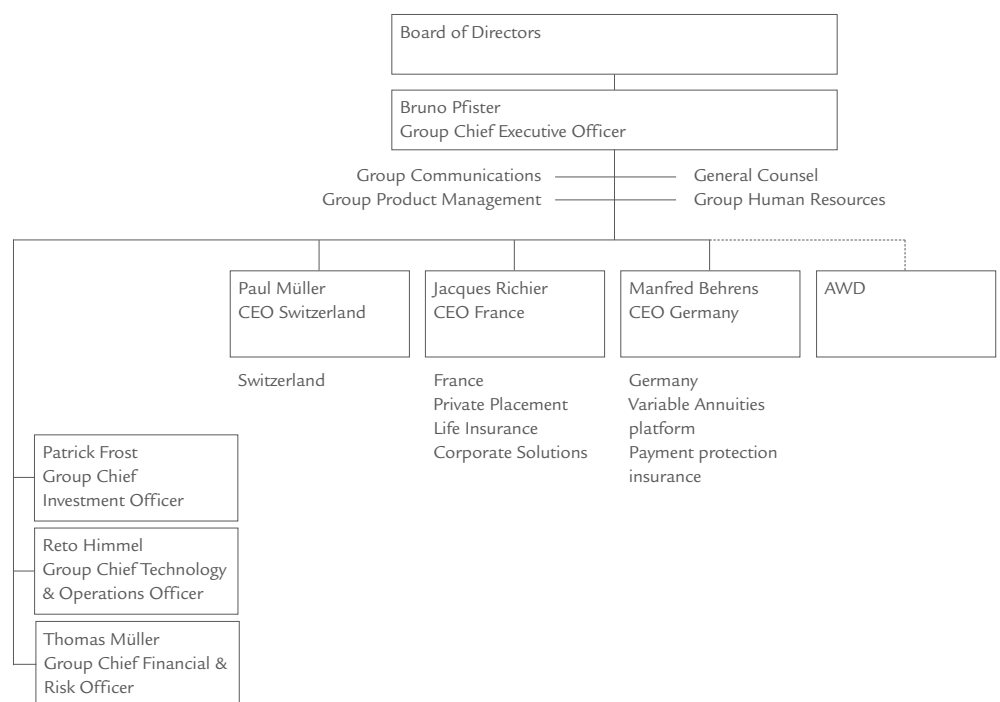 Board of Directors
Bruno Pfister
Group Chief Executive Officer
Group Communications
General Counsel
Group Product Management
Group Human Resources
Paul Müller
CEO Switzerland
Switzerland
Jacques Richier
CEO France
France
Private Placement
Life Insurance
Corporate Solutions
Manfred Behrens
CEO Germany
Germany
Variable Annuities
platform
Payment protection
insurance
AWD
Patrick Frost
Group Chief
Investment Officer
Reto Himmel
Group Chief Technology
& Operations Officer
Thomas Müller
Group Chief Financial &
Risk Officer